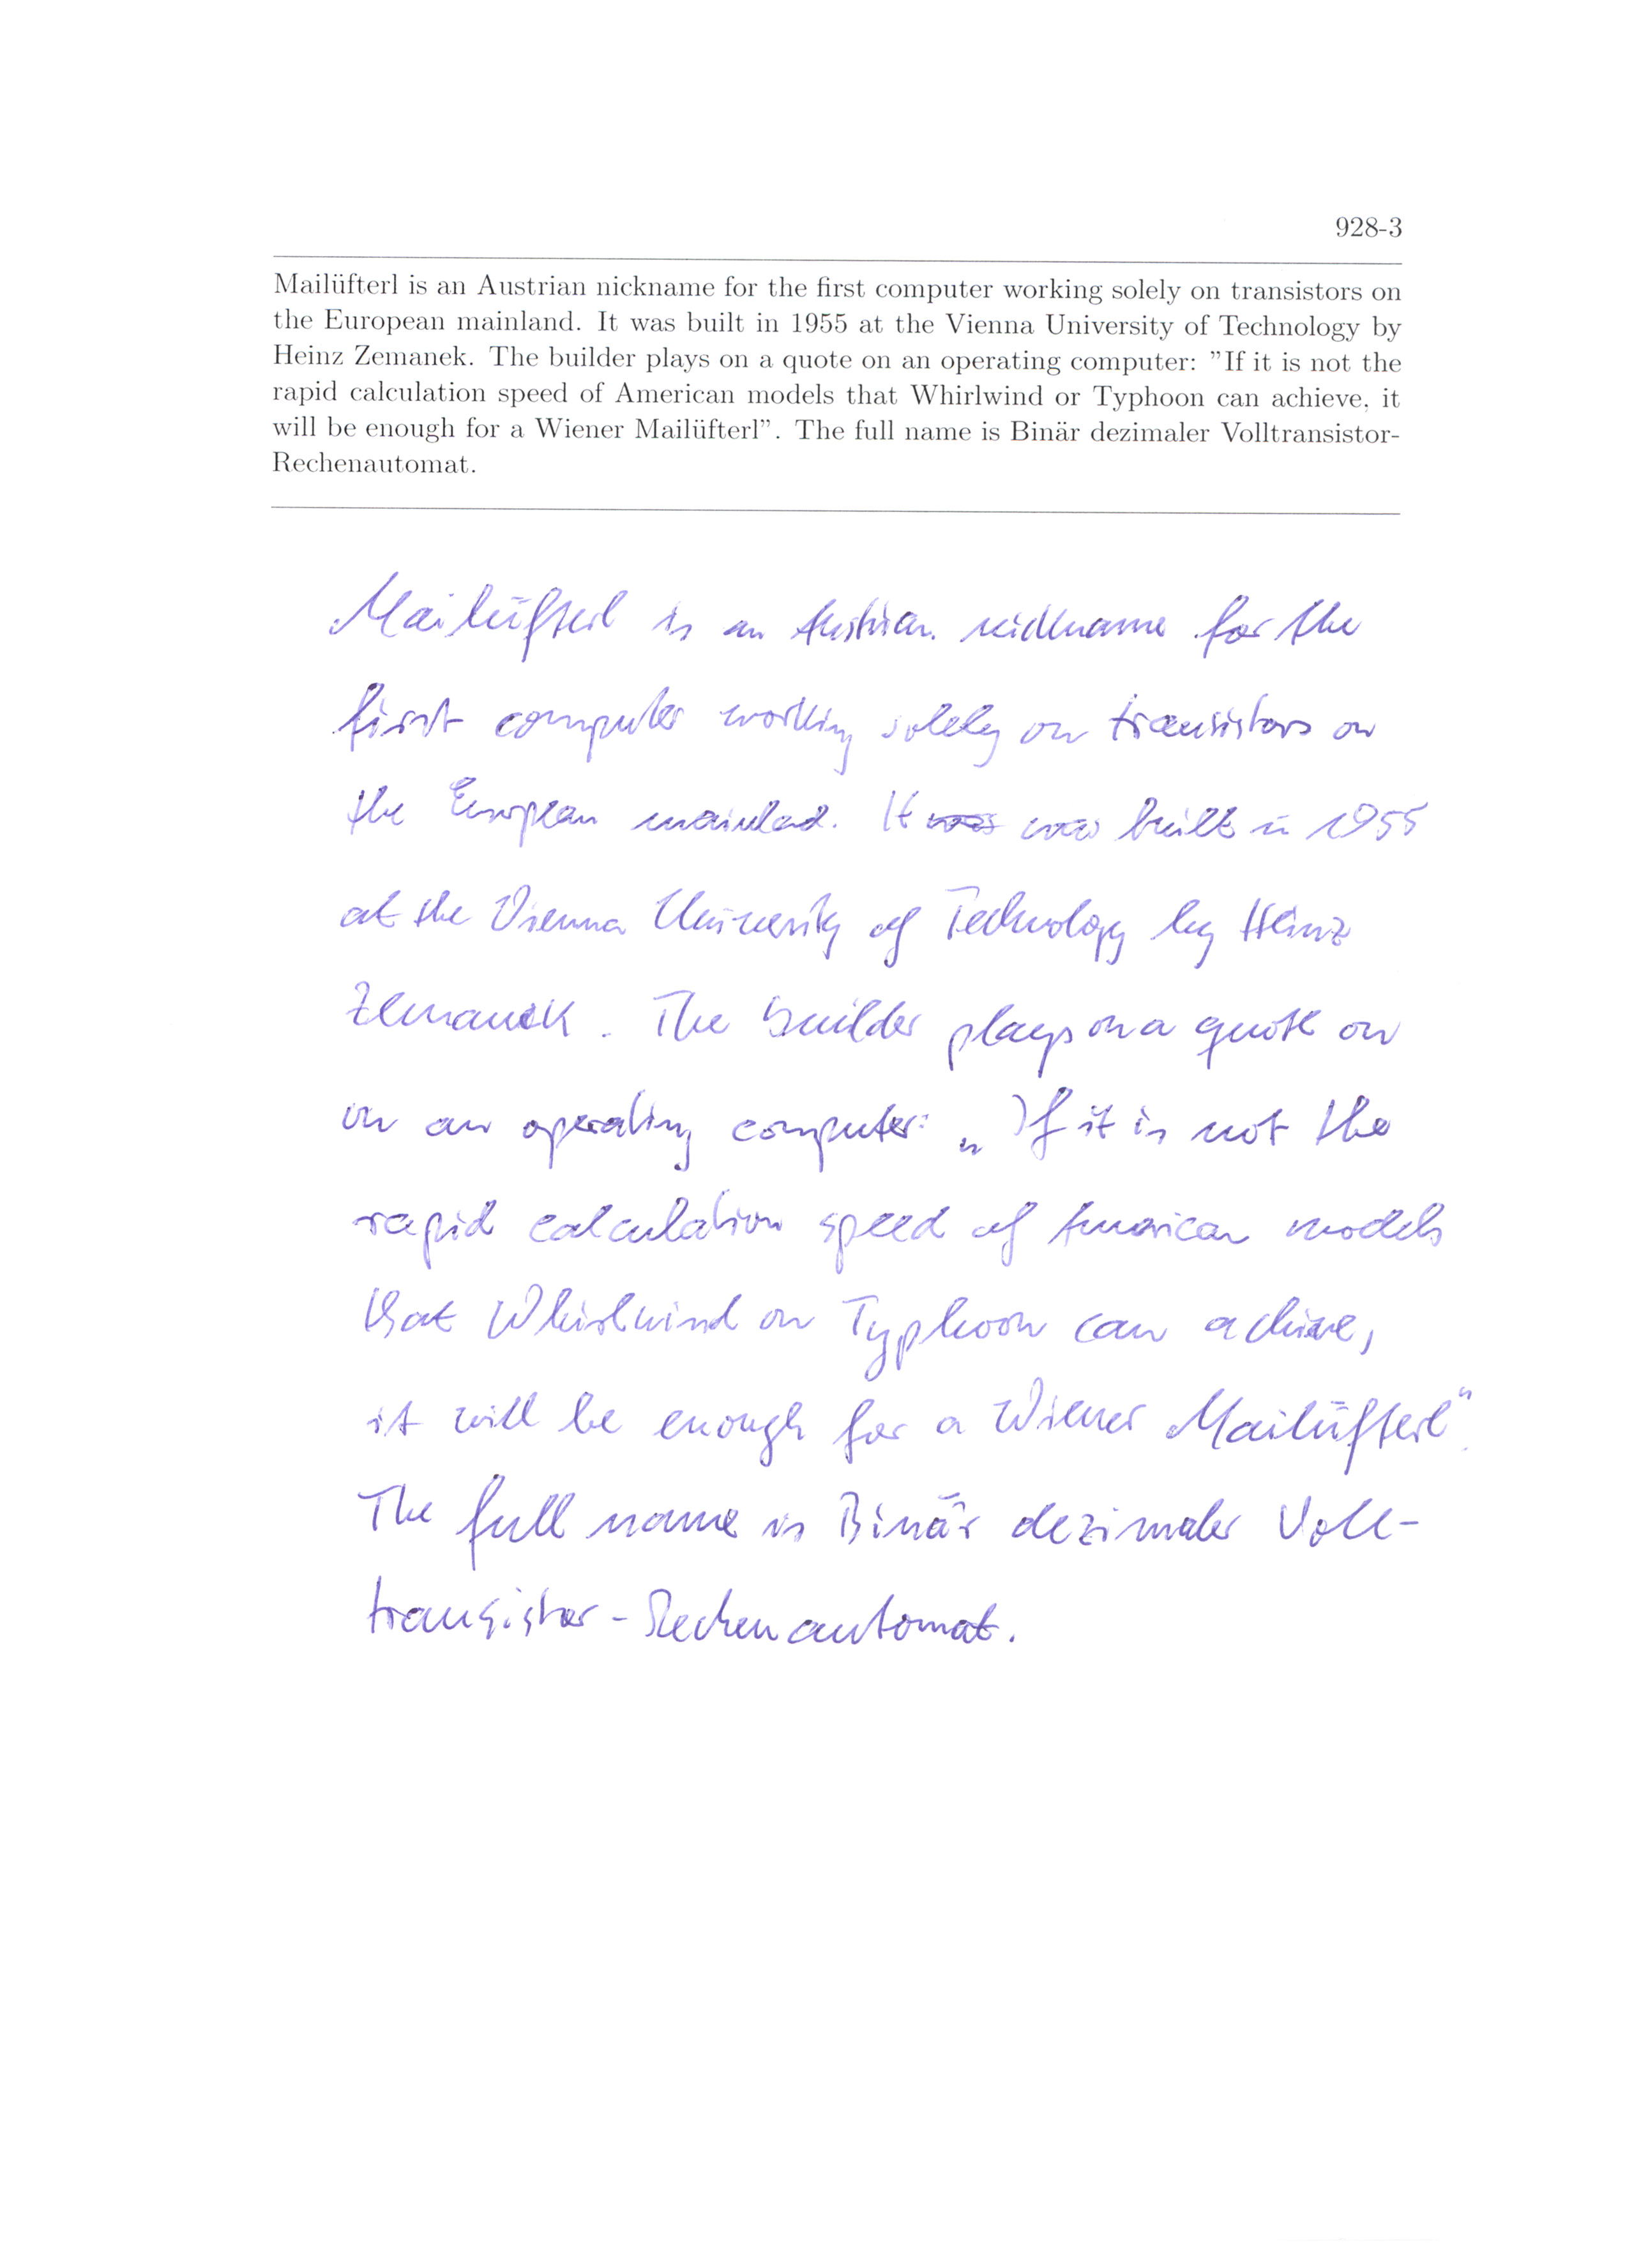 928-3
Mailüfterl is an Austrian nickname for the first computer working solely on transistors on
the European mainland. It was built in 1955 at the Vienna University of Technology by
Heinz Zemanek. The builder plays on a quote on an operating computer: ”If it is not the
rapid calculation speed of American models that Whirlwind or Typhoon can achieve, it
will be enough for a Wiener Mailüfterl”. The full name is Binär dezimaler Volltransistor-
Rechenautomat.
Mailüfterl is an Austrian nickname for the
first computer working solely on transistors on
the European mainlad. It was was built in 1955
at the Vienna University of Technology by Heinz
Zemanek. The builder plays on a quote on
on an operating computer: „If it is not the
rapid calculation speed of American models
that Whirlwind or Typhoon can achive,
it will be enough for a Wiener Mailüfterl“.
The full name is Binär dezimaler Voll-
transistor-Rechenautomat.